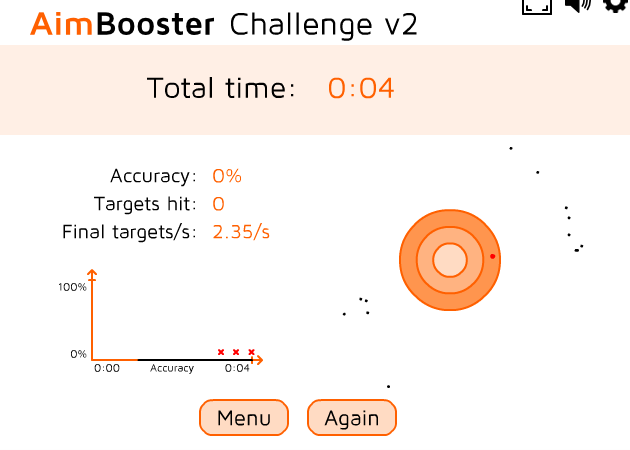 AimBooster Challenge v2
Total time: 0:04
Accuracy: 0%
Targets hit: 0
Final targets/s: 2.35/s
100%
0%
0:00 Accuracy 0:04
Menu Again